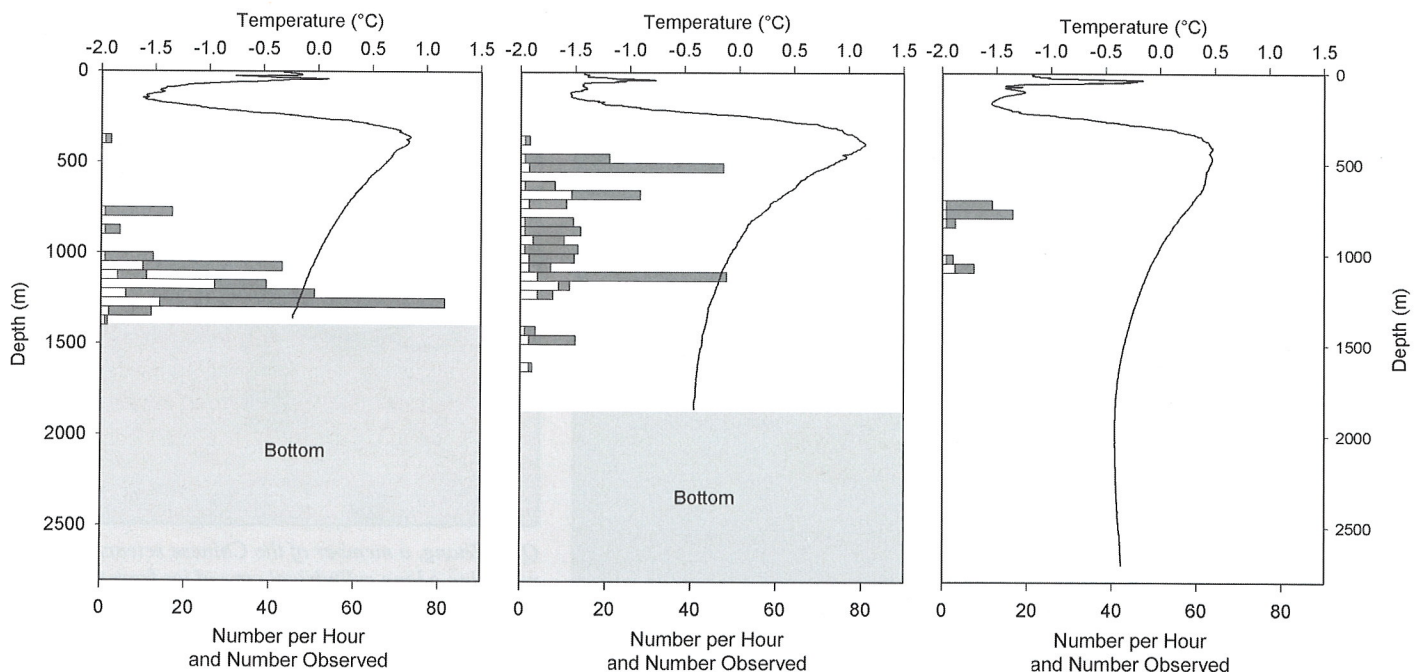 Temperature (°C)
-2.0 -1.5 -1.0 -0.5 0.0 0.5 1.0 1.5
0
500
1000
1500
2000
2500
Depth (m)
Bottom
0 20 40 60 80
Number per Hour
and Number Observed
Temperature (°C)
-2.0 -1.5 -1.0 -0.5 0.0 0.5 1.0 1.5
Bottom
0 20 40 60 80
Number per Hour
and Number Observed
Temperature (°C)
-2.0 -1.5 -1.0 -0.5 0.0 0.5 1.0 1.5
0
500
1000
1500
2000
2500
Depth (m)
0 20 40 60 80
Number per Hour
and Number Observed